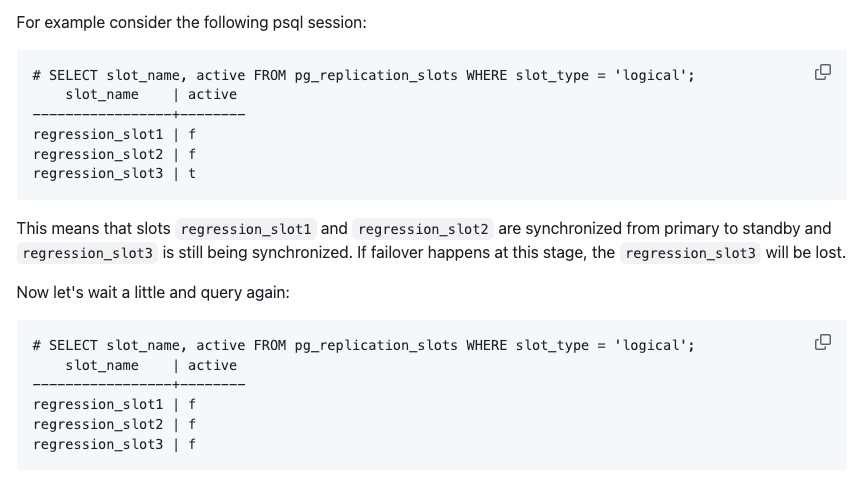 For example consider the following psql session:
# SELECT slot_name, active FROM pg_replication_slots WHERE slot_type = 'logical';
    slot_name    | active
-----------------+--------
regression_slot1 | f
regression_slot2 | f
regression_slot3 | t
This means that slots regression_slot1 and regression_slot2 are synchronized from primary to standby and
regression_slot3 is still being synchronized. If failover happens at this stage, the regression_slot3 will be lost.
Now let's wait a little and query again:
# SELECT slot_name, active FROM pg_replication_slots WHERE slot_type = 'logical';
    slot_name    | active
-----------------+--------
regression_slot1 | f
regression_slot2 | f
regression_slot3 | f